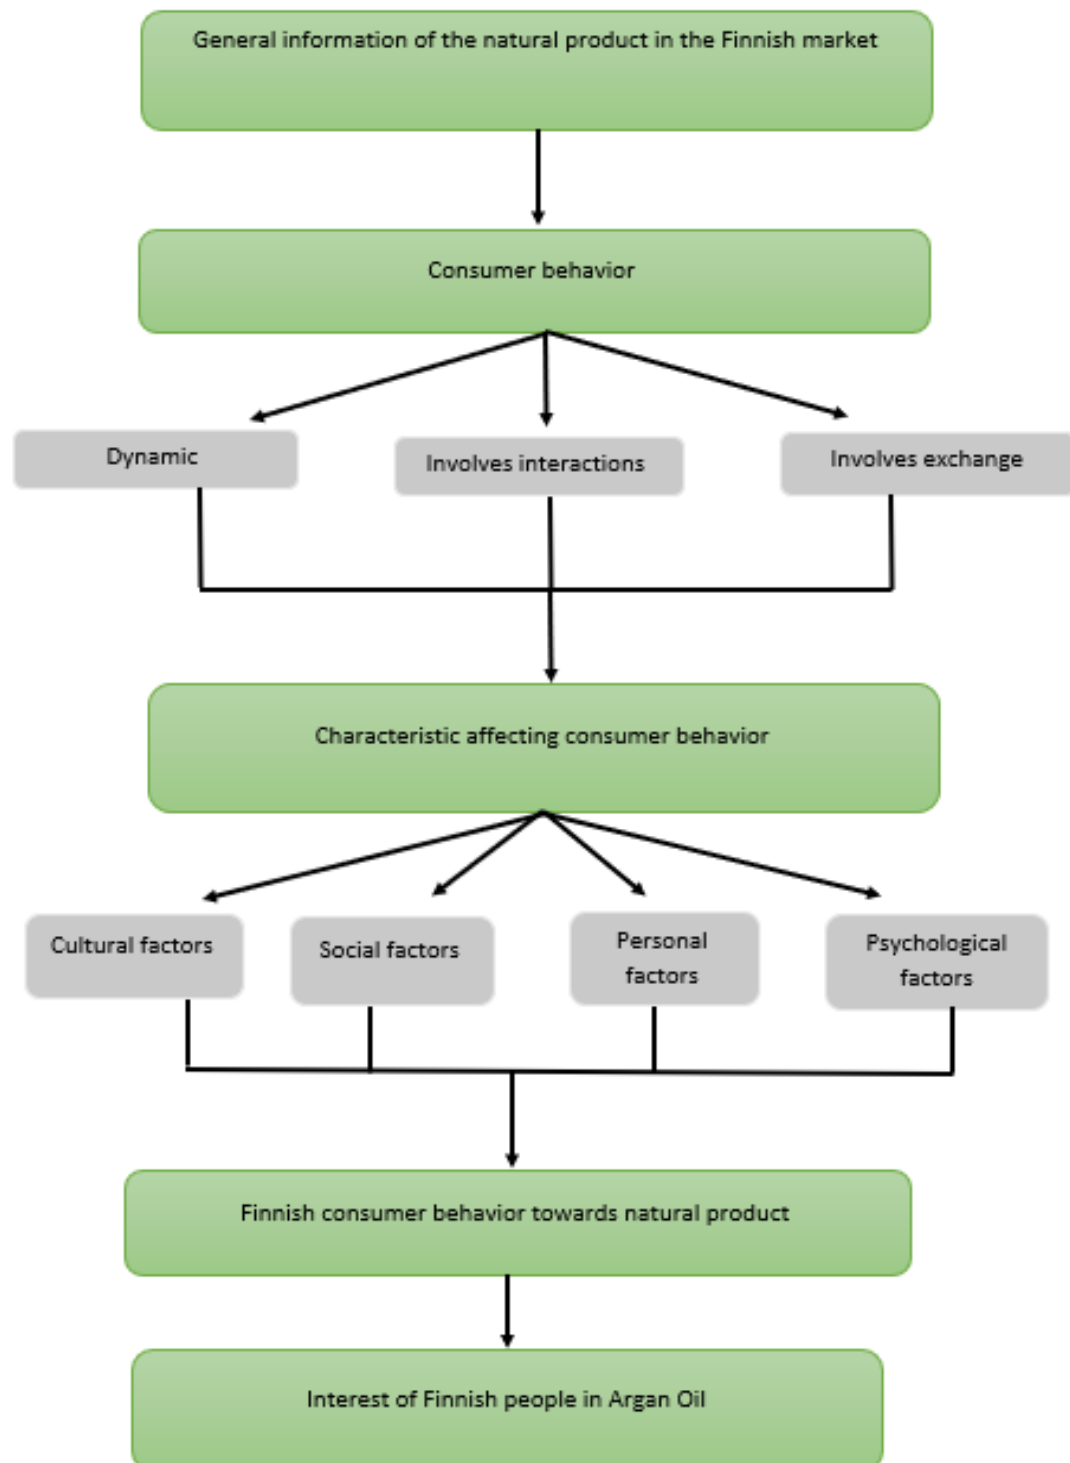 General information of the natural product in the Finnish market
Consumer behavior
Dynamic
Involves interactions
Involves exchange
Characteristic affecting consumer behavior
Cultural factors
Social factors
Personal
factors
Psychological
factors
Finnish consumer behavior towards natural product
Interest of Finnish people in Argan Oil